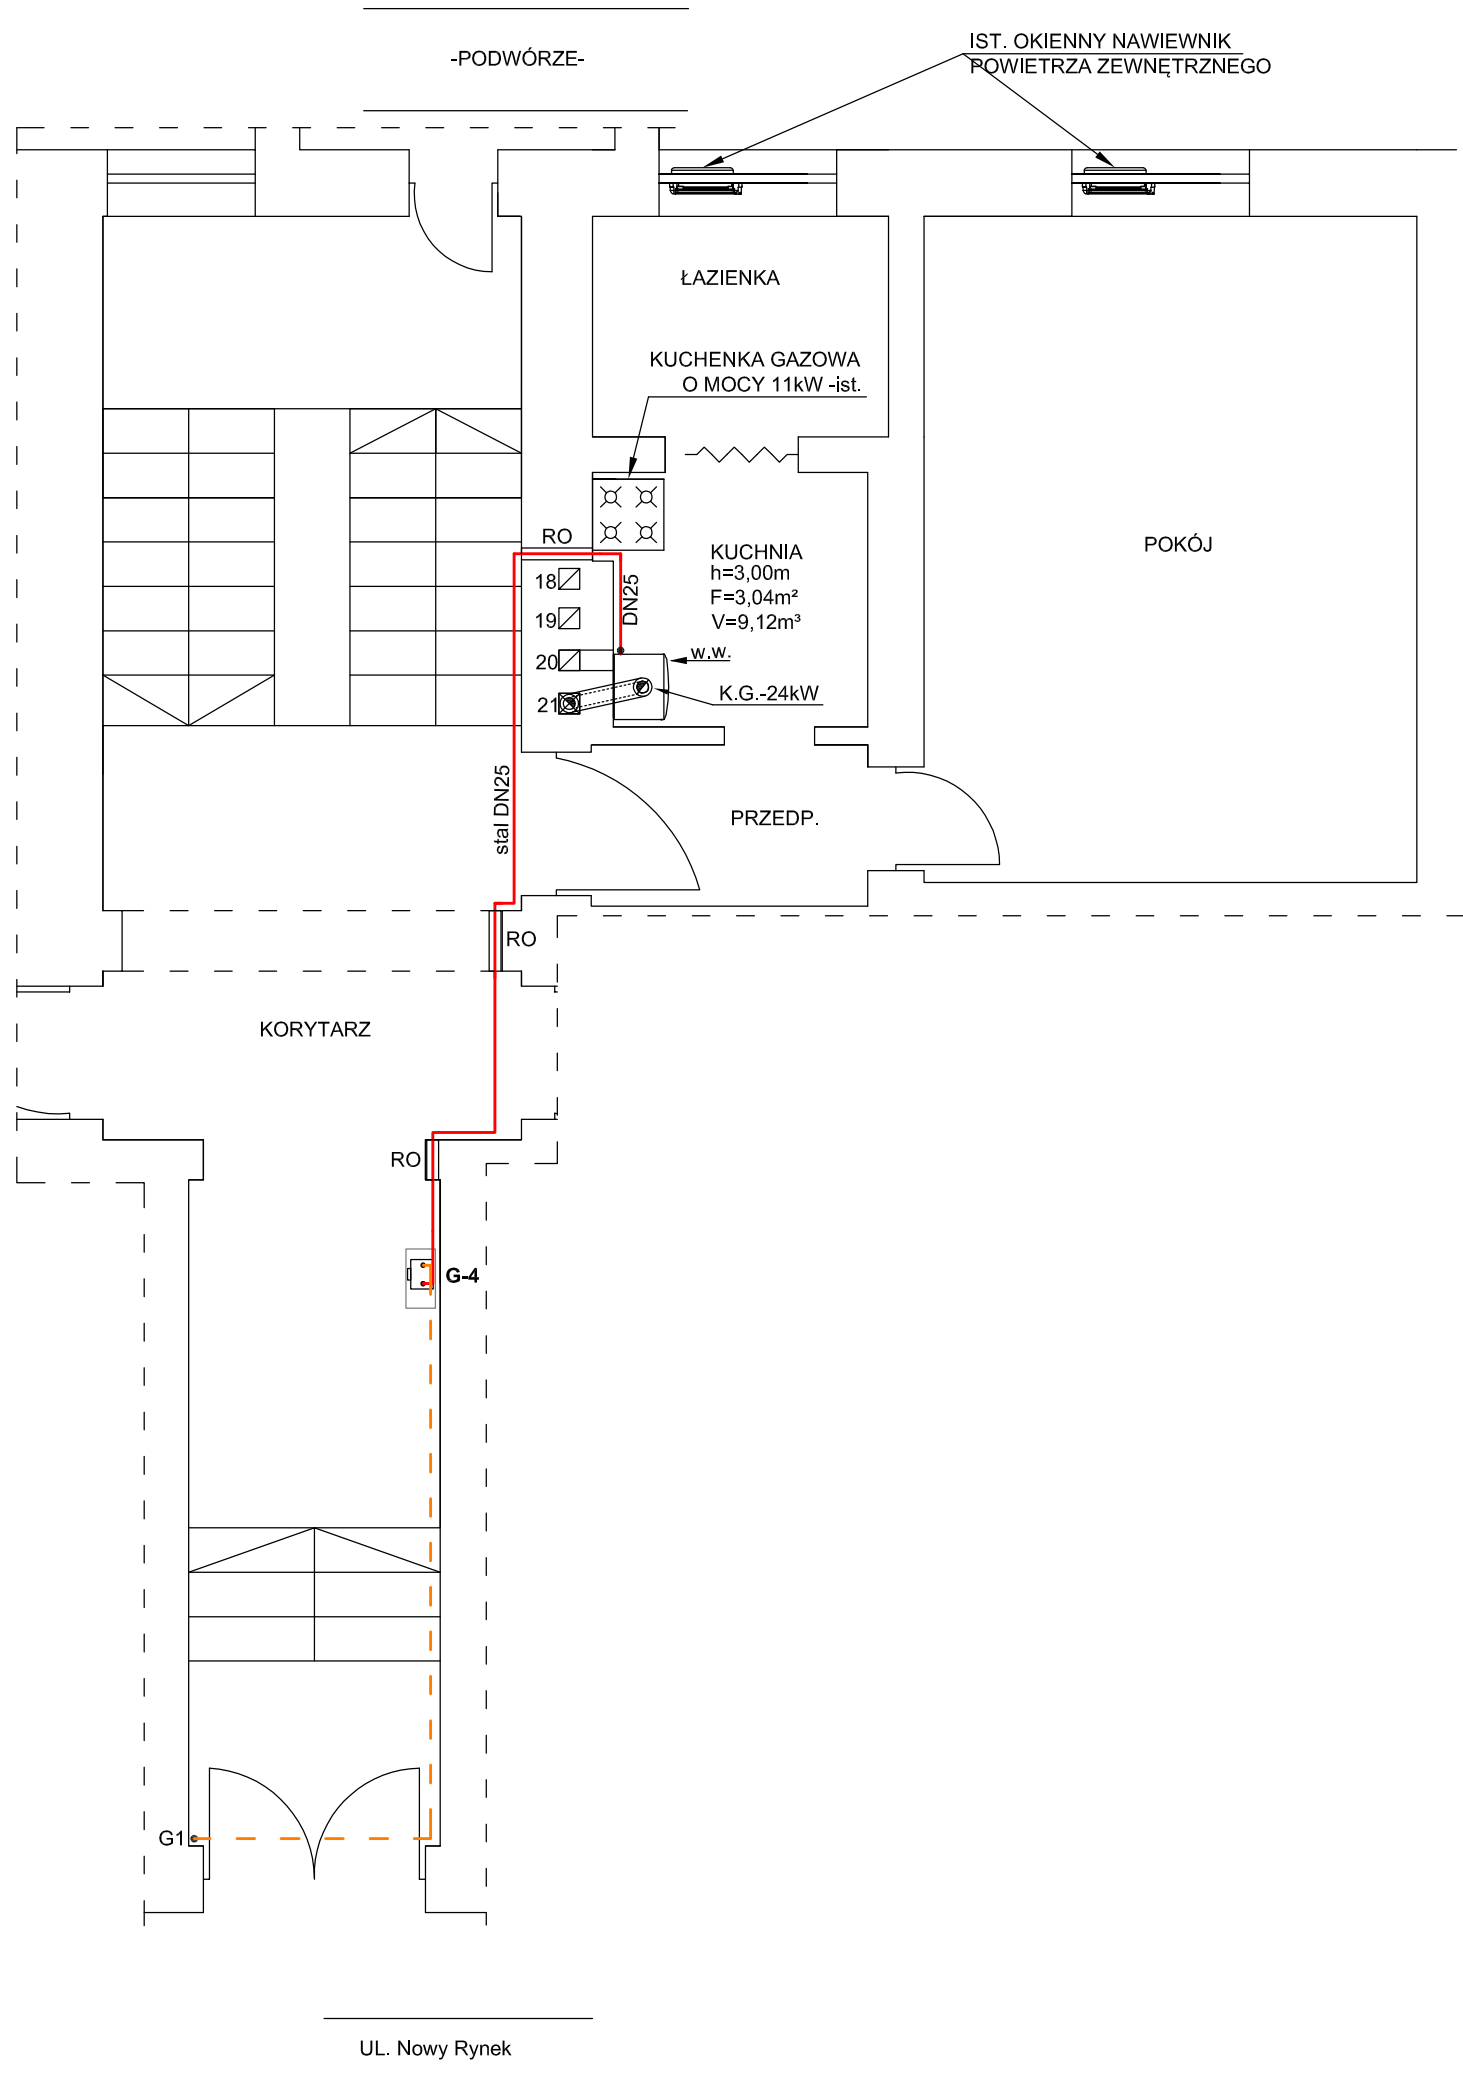 -PODWÓRZE-
IST. OKIENNY NAWIEWNIK
POWIETRZA ZEWNĘTRZNEGO
ŁAZIENKA
KUCHENKA GAZOWA
O MOCY 11kW -ist.
RO
KUCHNIA
h=3,00m
F=3,04m²
V=9,12m³
POKÓJ
18
19
20
21
DN25
w.w.
K.G.-24kW
stal DN25
PRZEDP.
RO
KORYTARZ
RO
G-4
G1
UL. Nowy Rynek